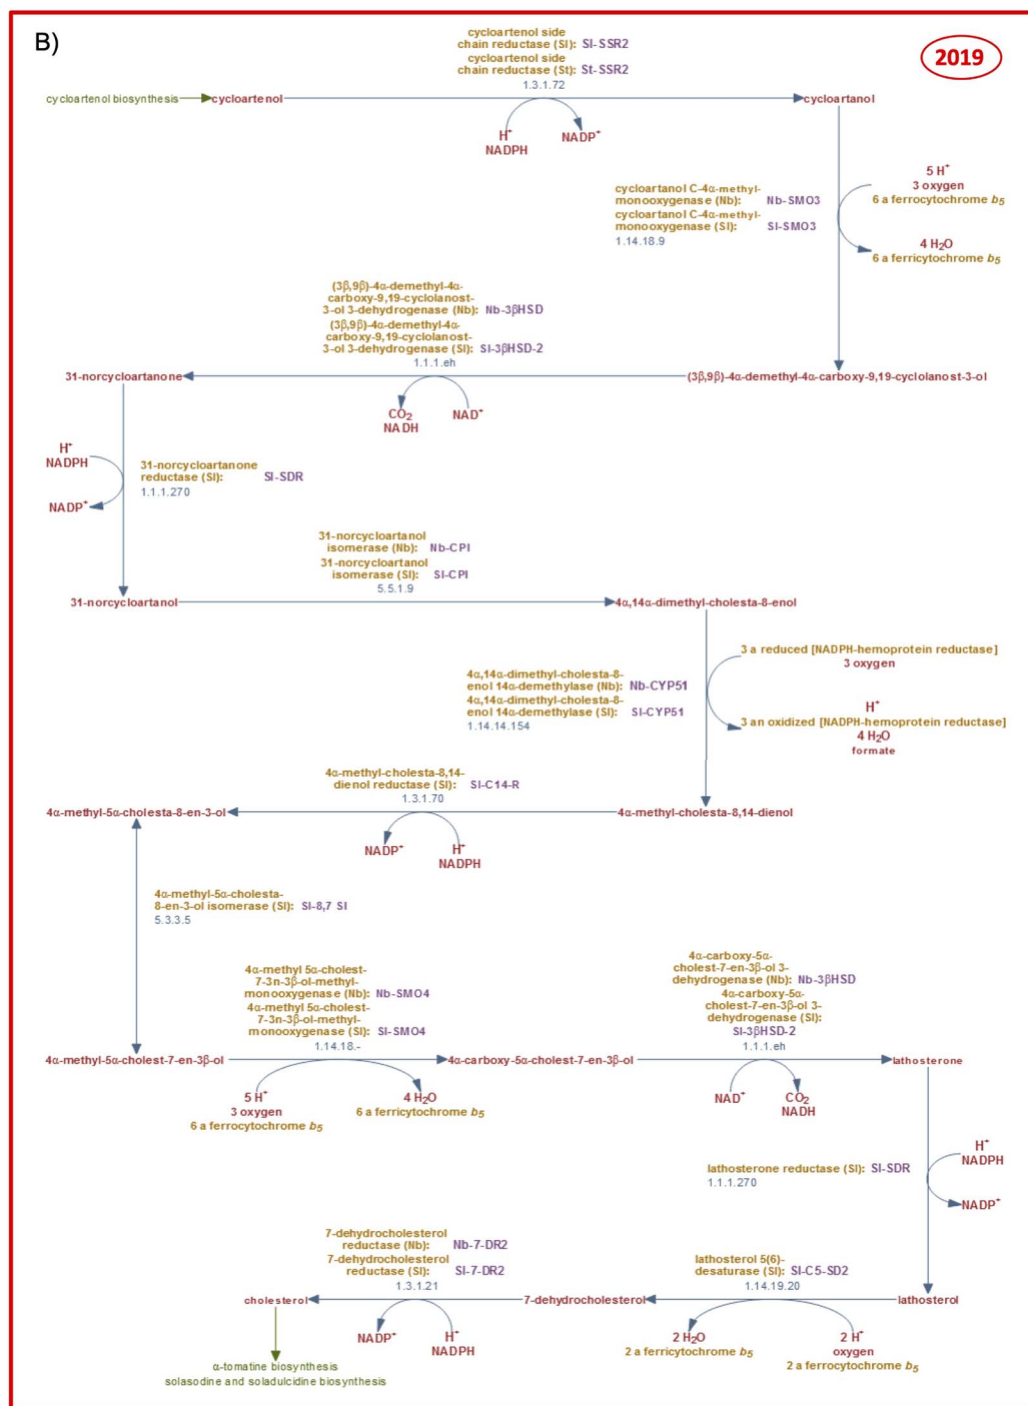 B)
2019
cycloartenol side
chain reductase (Sl): Sl-SSR2
cycloartenol side
chain reductase (St): St-SSR2
1.3.1.72
cycloartenol biosynthesis
cycloartenol
cycloartanol
H⁺
NADPH
NADP⁺
cycloartanol C-4α-methyl-
monooxygenase (Nb): Nb-SMO3
cycloartanol C-4α-methyl-
monooxygenase (Sl): Sl-SMO3
1.14.18.9
5 H⁺
3 oxygen
6 a ferrocytochrome b₅
4 H₂O
6 a ferricytochrome b₅
(3β,9β)-4α-demethyl-4α-
carboxy-9,19-cyclolanost-
3-ol 3-dehydrogenase (Nb): Nb-3βHSD
(3β,9β)-4α-demethyl-4α-
carboxy-9,19-cyclolanost-
3-ol 3-dehydrogenase (Sl): Sl-3βHSD-2
1.1.1.eh
31-norcycloartanone
(3β,9β)-4α-demethyl-4α-carboxy-9,19-cyclolanost-3-ol
CO₂
NADH
NAD⁺
H⁺
NADPH
NADP⁺
31-norcycloartanone
reductase (Sl): Sl-SDR
1.1.1.270
31-norcycloartanol
isomerase (Nb): Nb-CPI
31-norcycloartanol
isomerase (Sl): Sl-CPI
5.5.1.9
31-norcycloartanol
4α,14α-dimethyl-cholesta-8-enol
4α,14α-dimethyl-cholesta-8-
enol 14α-demethylase (Nb): Nb-CYP51
4α,14α-dimethyl-cholesta-8-
enol 14α-demethylase (Sl): Sl-CYP51
1.14.14.154
3 a reduced [NADPH-hemoprotein reductase]
3 oxygen
H⁺
3 an oxidized [NADPH-hemoprotein reductase]
4 H₂O
formate
4α-methyl-cholesta-8,14-
dienol reductase (Sl): Sl-C14-R
1.3.1.70
4α-methyl-5α-cholesta-8-en-3-ol
4α-methyl-cholesta-8,14-dienol
NADP⁺
H⁺
NADPH
4α-methyl-5α-cholesta-
8-en-3-ol isomerase (Sl): Sl-8,7 SI
5.3.3.5
4α-methyl 5α-cholest-
7-3n-3β-ol-methyl-
monooxygenase (Nb): Nb-SMO4
4α-methyl 5α-cholest-
7-3n-3β-ol-methyl-
monooxygenase (Sl): Sl-SMO4
1.14.18.-
4α-carboxy-5α-
cholest-7-en-3β-ol 3-
dehydrogenase (Nb): Nb-3βHSD
4α-carboxy-5α-
cholest-7-en-3β-ol 3-
dehydrogenase (Sl):
Sl-3βHSD-2
1.1.1.eh
4α-methyl-5α-cholest-7-en-3β-ol
4α-carboxy-5α-cholest-7-en-3β-ol
lathosterone
5 H⁺
3 oxygen
6 a ferrocytochrome b₅
4 H₂O
6 a ferricytochrome b₅
NAD⁺
CO₂
NADH
lathosterone reductase (Sl): Sl-SDR
1.1.1.270
H⁺
NADPH
NADP⁺
7-dehydrocholesterol
reductase (Nb): Nb-7-DR2
7-dehydrocholesterol
reductase (Sl): Sl-7-DR2
1.3.1.21
lathosterol 5(6)-
desaturase (Sl): Sl-C5-SD2
1.14.19.20
cholesterol
7-dehydrocholesterol
lathosterol
NADP⁺
H⁺
NADPH
2 H₂O
2 a ferricytochrome b₅
2 H⁺
oxygen
2 a ferrocytochrome b₅
α-tomatine biosynthesis
solasodine and soladulcidine biosynthesis